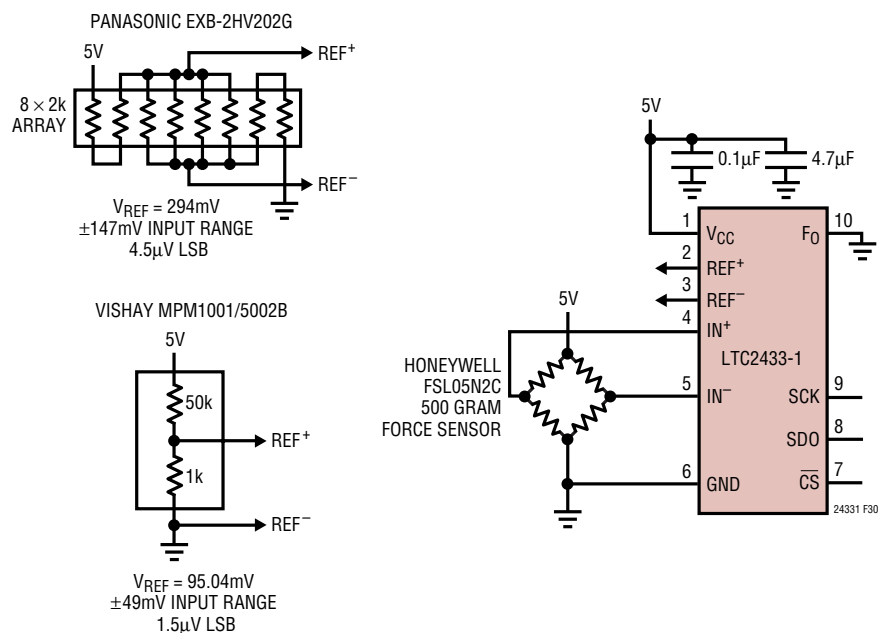 PANASONIC EXB-2HV202G
5V
REF+
8 × 2k
ARRAY
REF–
VREF = 294mV
±147mV INPUT RANGE
4.5µV LSB
VISHAY MPM1001/5002B
5V
50k
REF+
1k
REF–
VREF = 95.04mV
±49mV INPUT RANGE
1.5µV LSB
5V
0.1µF
4.7µF
1
VCC
FO
10
2
REF+
3
REF–
4
IN+
LTC2433-1
5V
HONEYWELL
FSL05N2C
500 GRAM
FORCE SENSOR
5
IN–
SCK
9
SDO
8
6
GND
CS
7
24331 F30